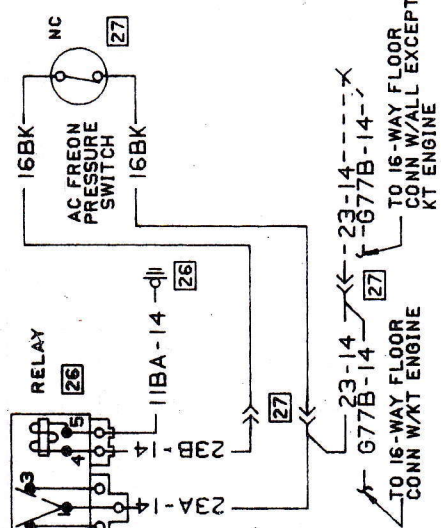 NC
27
16BK
16BK
AC FREON
PRESSURE
SWITCH
RELAY
26
26
11BA-14
3
5
4
1
23B-14
23A-14
27
27
23-14
G77B-14
23-14
G77B-14
TO 16-WAY FLOOR
CONN W/ALL EXCEPT
KT ENGINE
TO 16-WAY FLOOR
CONN W/KT ENGINE